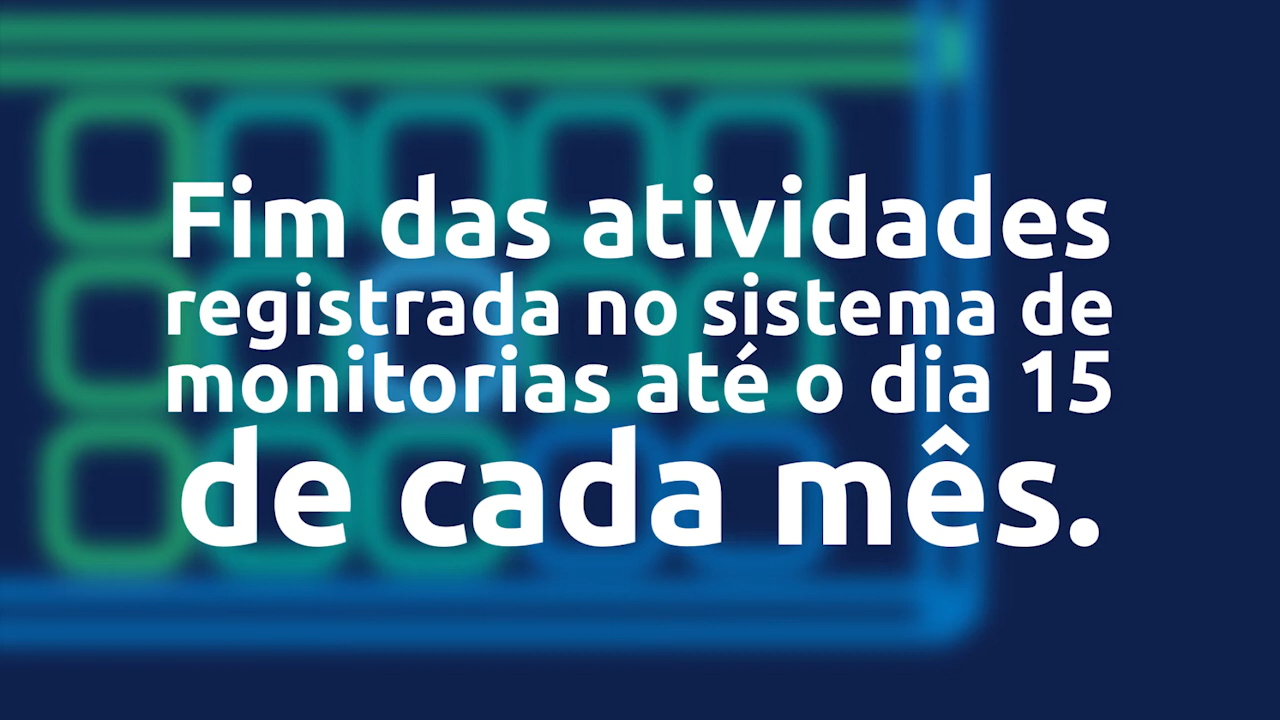 Fim das atividades
registrada no sistema de
monitorias até o dia 15
de cada mês.